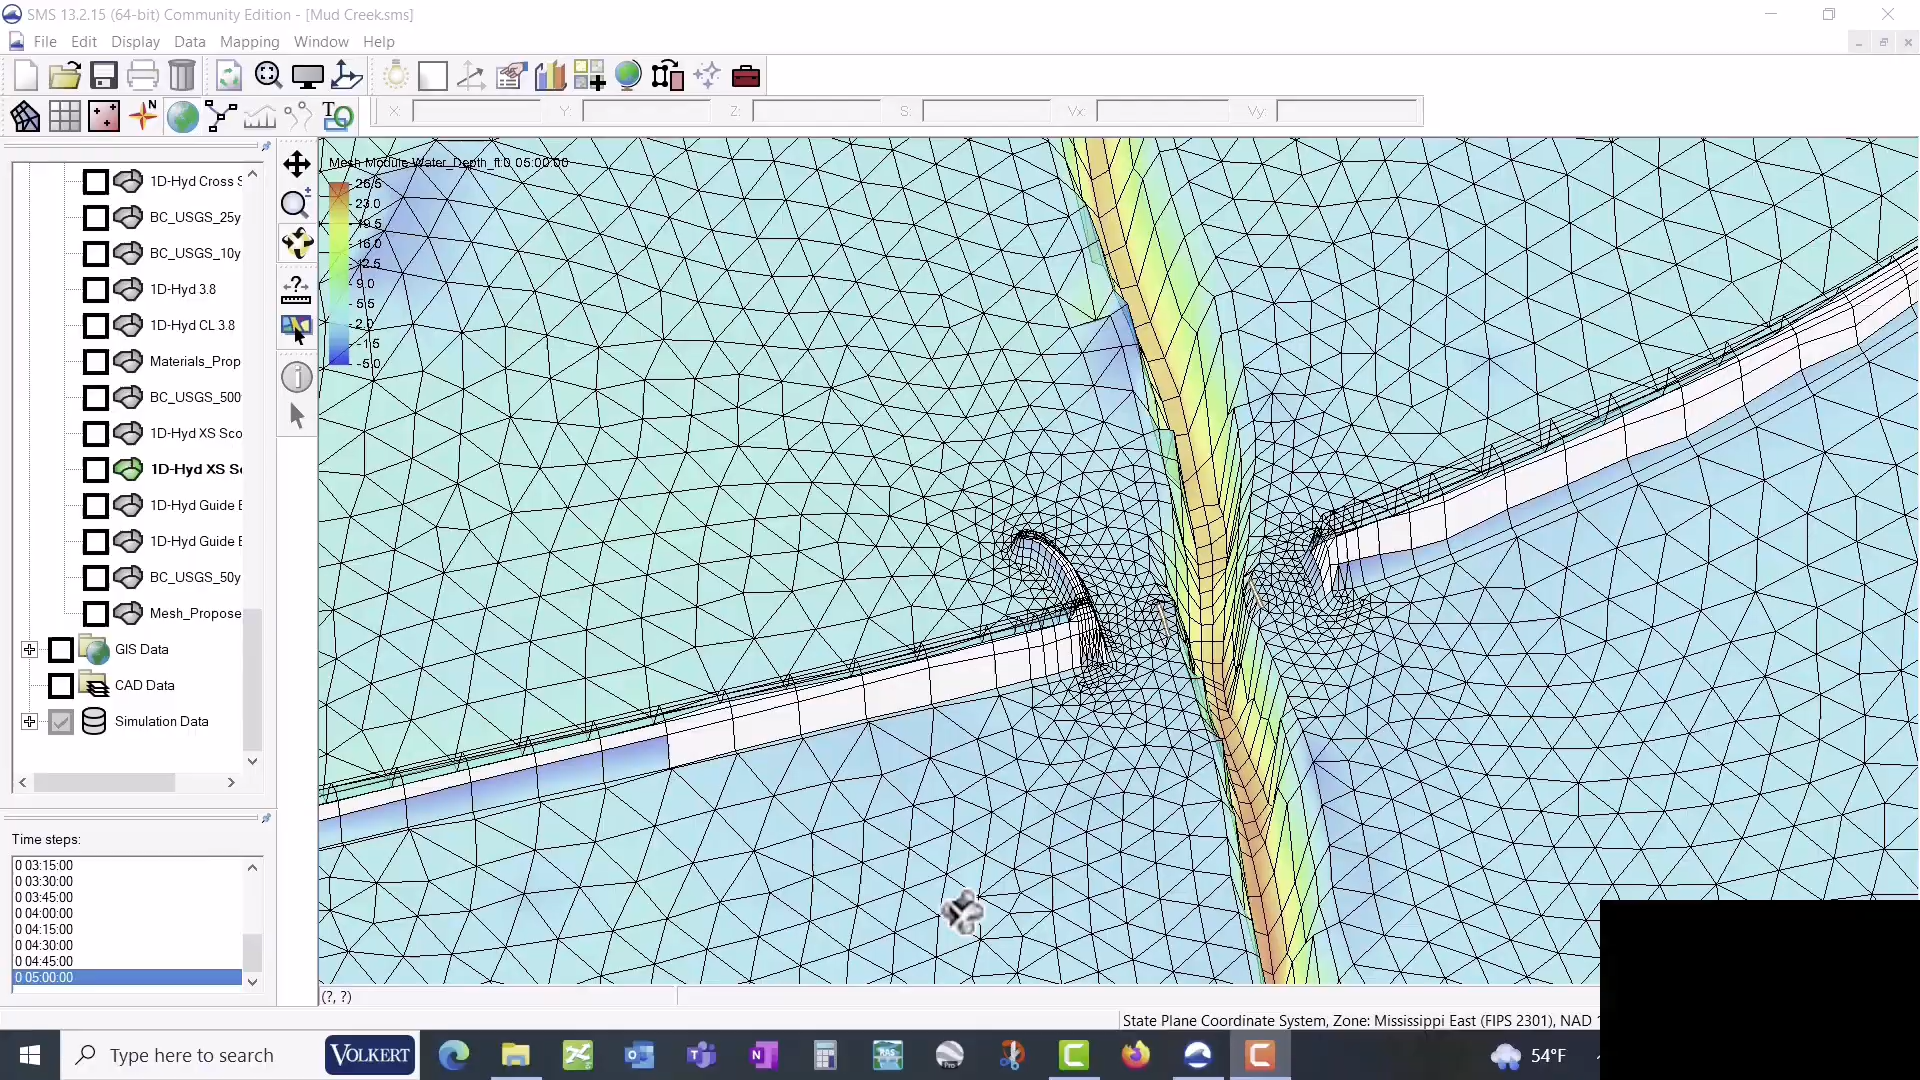 SMS 13.2.15 (64-bit) Community Edition - [Mud Creek.sms]
File Edit Display Data Mapping Window Help
X: Y: Z: S: Vx: Vy:
1D-Hyd Cross S
BC_USGS_25y
BC_USGS_10y
1D-Hyd 3.8
1D-Hyd CL 3.8
Materials_Prop
BC_USGS_500
1D-Hyd XS Sco
1D-Hyd XS Sc
1D-Hyd Guide E
1D-Hyd Guide E
BC_USGS_50y
Mesh_Propose
GIS Data
CAD Data
Simulation Data
Time steps:
0 03:15:00
0 03:30:00
0 03:45:00
0 04:00:00
0 04:15:00
0 04:30:00
0 04:45:00
0 05:00:00
Mesh Module Water_Depth_ft:0 05:00:00
26.5
23.0
19.5
16.0
12.5
9.0
5.5
2.0
-1.5
-5.0
(?, ?)
State Plane Coordinate System, Zone: Mississippi East (FIPS 2301), NAD
Type here to search
VOLKERT
54°F